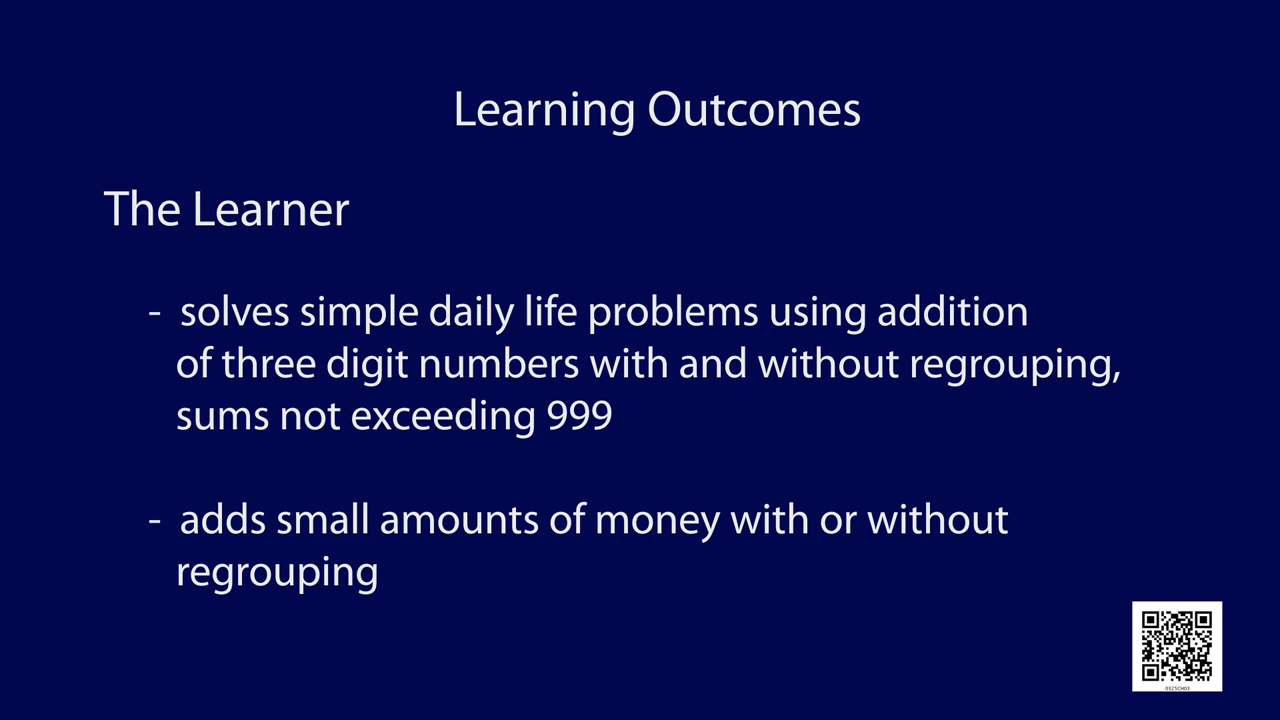 Learning Outcomes
The Learner
- solves simple daily life problems using addition
of three digit numbers with and without regrouping,
sums not exceeding 999
- adds small amounts of money with or without
regrouping
0325CH03